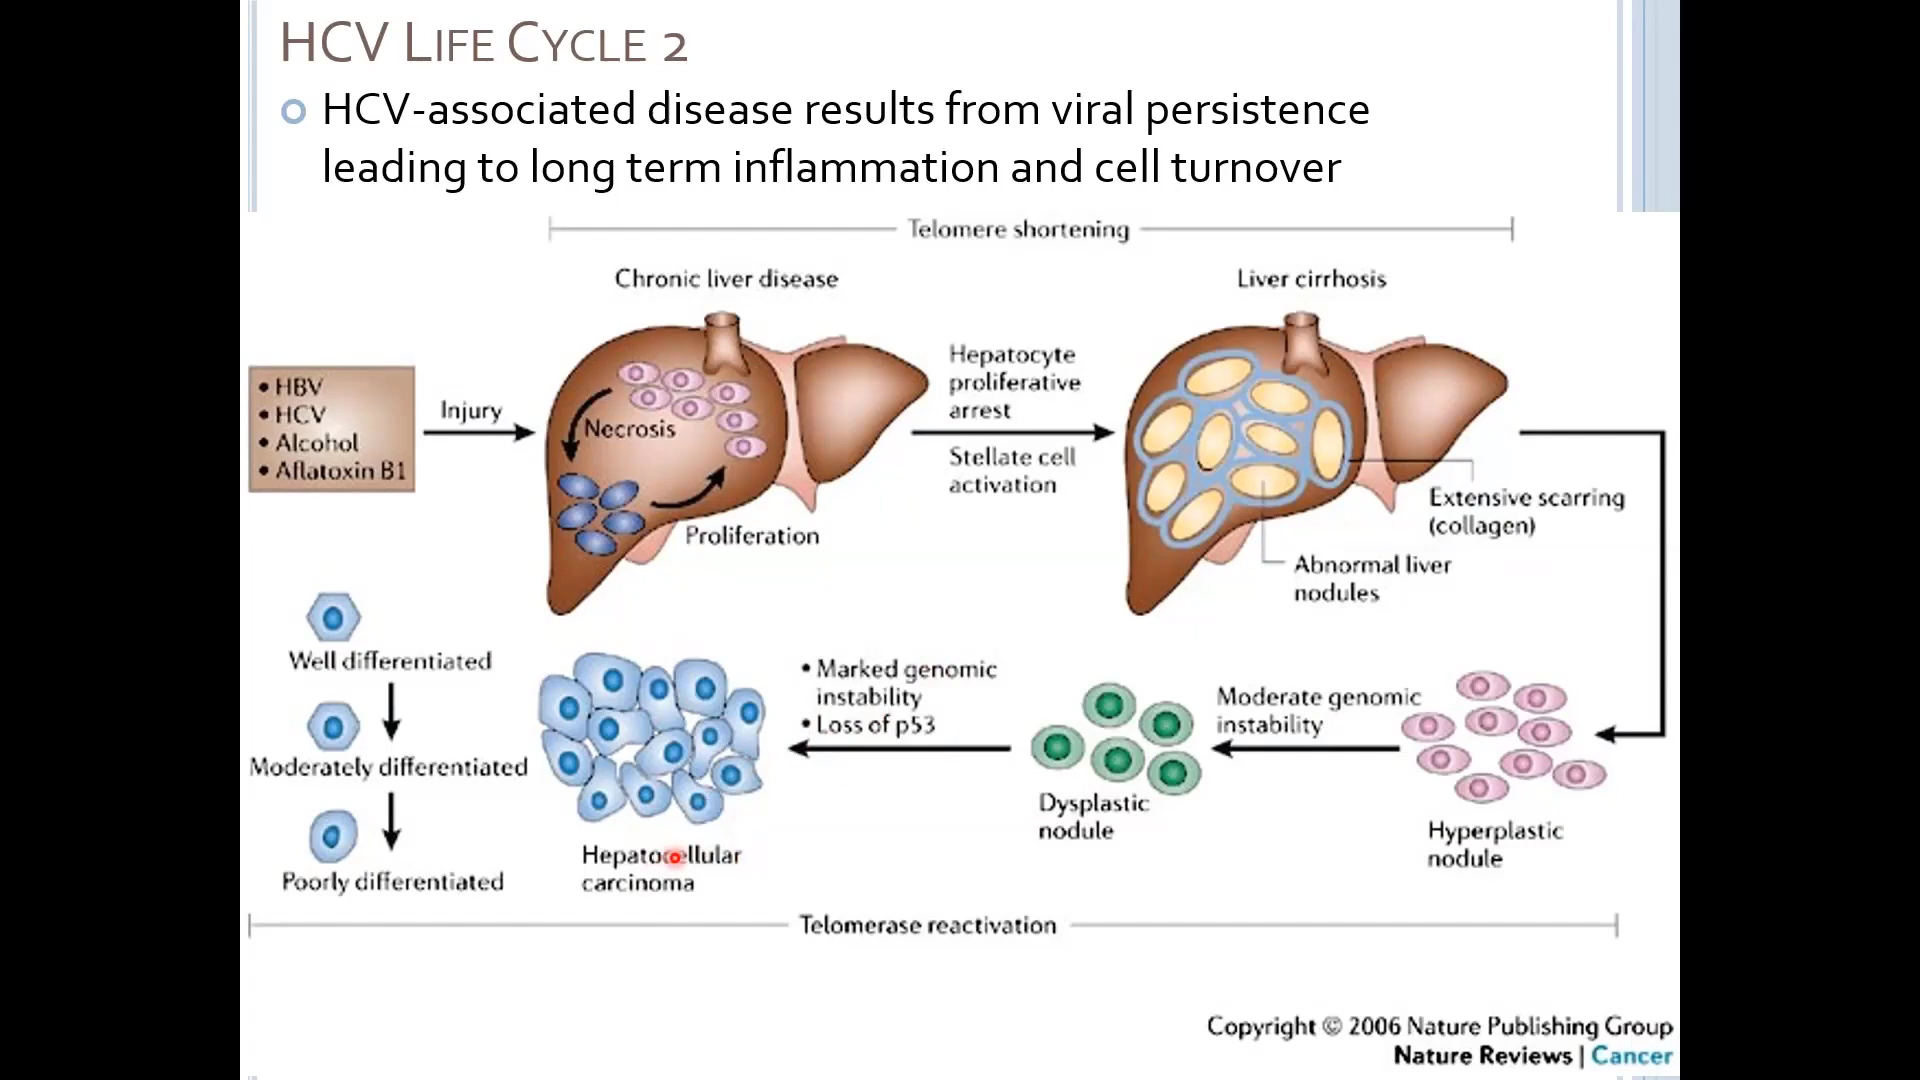 HCV LIFE CYCLE 2
HCV-associated disease results from viral persistence
leading to long term inflammation and cell turnover
Telomere shortening
Chronic liver disease
Liver cirrhosis
• HBV
• HCV
• Alcohol
• Aflatoxin B1
Injury
Necrosis
Proliferation
Hepatocyte
proliferative
arrest
Stellate cell
activation
Extensive scarring
(collagen)
Abnormal liver
nodules
Well differentiated
Moderately differentiated
Poorly differentiated
Hepatocellular
carcinoma
• Marked genomic
instability
• Loss of p53
Dysplastic
nodule
Moderate genomic
instability
Hyperplastic
nodule
Telomerase reactivation
Copyright © 2006 Nature Publishing Group
Nature Reviews | Cancer